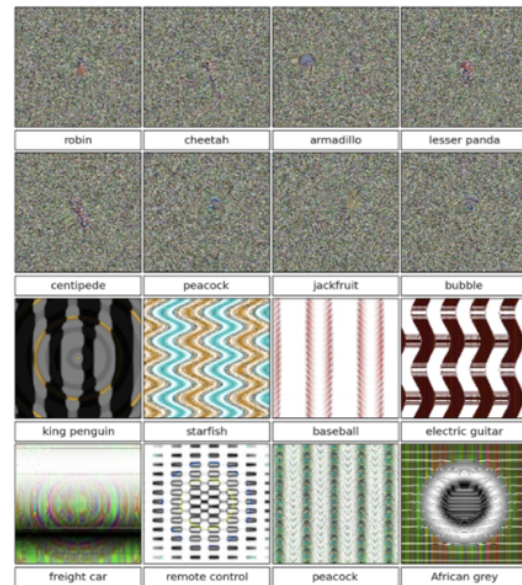 robin cheetah armadillo lesser panda
centipede peacock jackfruit bubble
king penguin starfish baseball electric guitar
freight car remote control peacock African grey